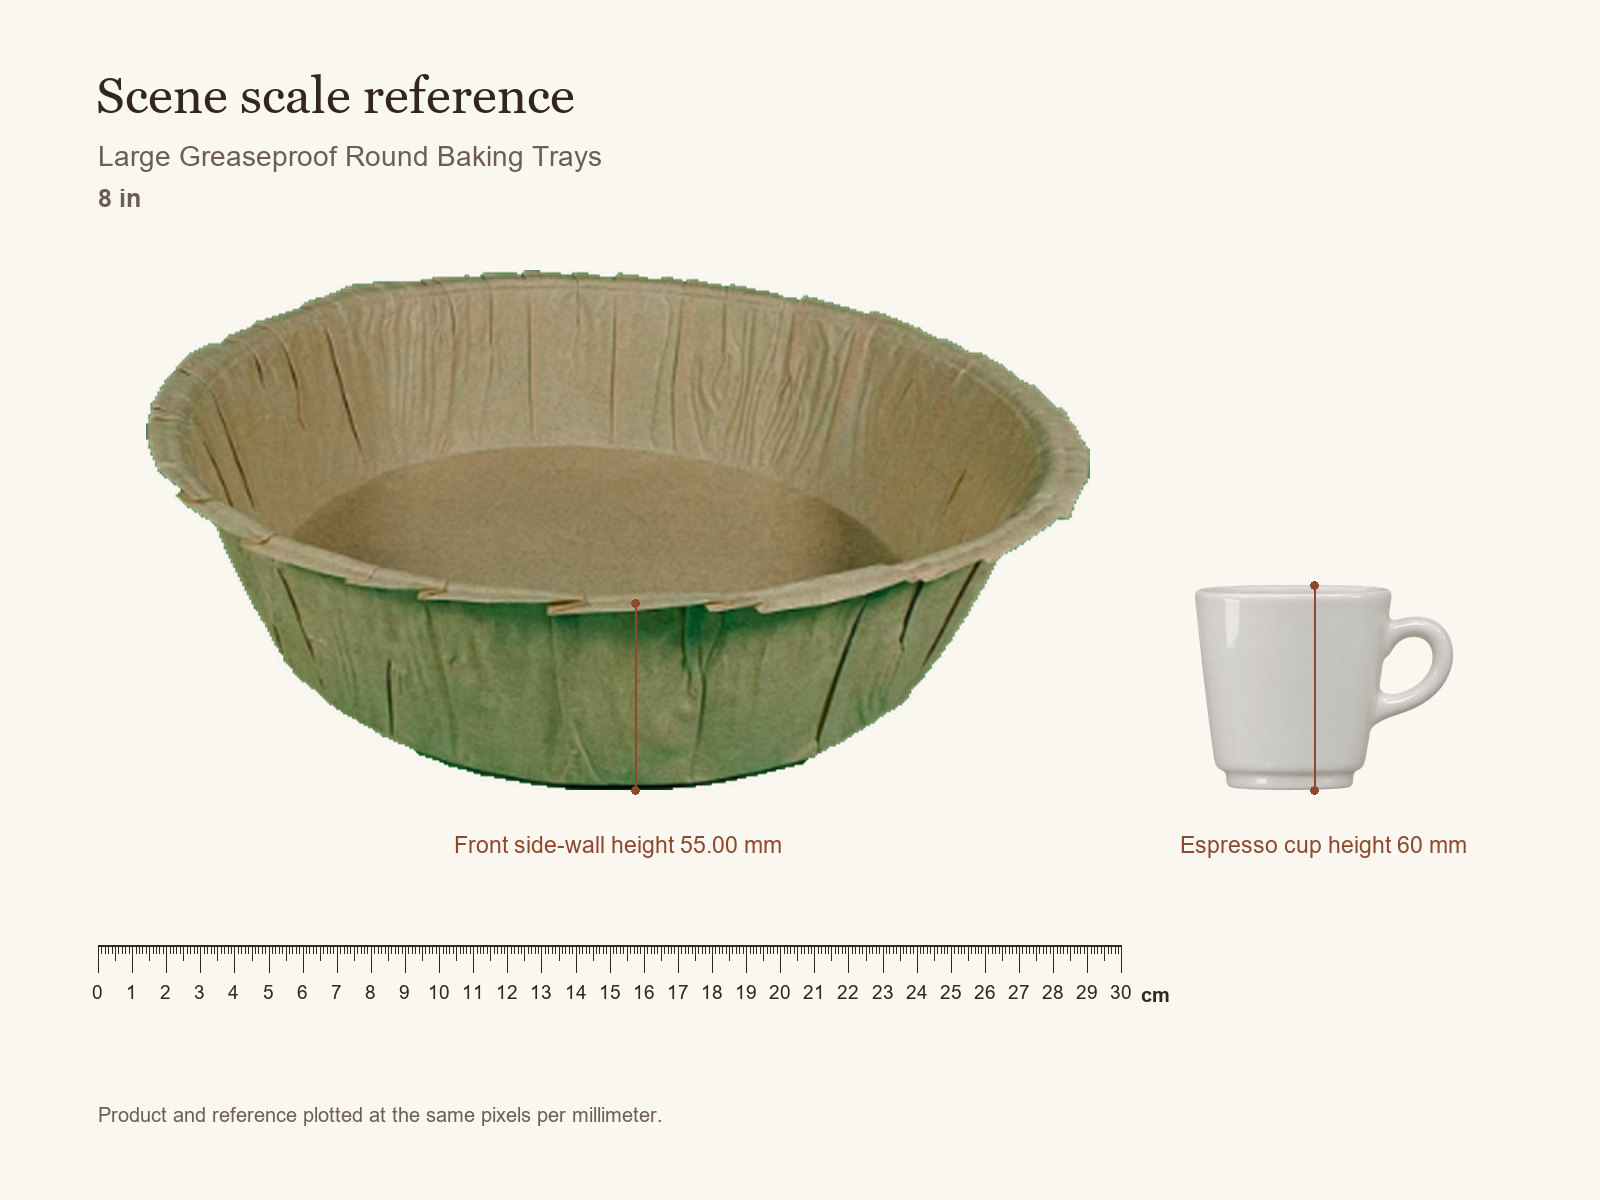 Scene scale reference
Large Greaseproof Round Baking Trays
8 in
Front side-wall height 55.00 mm
Espresso cup height 60 mm
0 1 2 3 4 5 6 7 8 9 10 11 12 13 14 15 16 17 18 19 20 21 22 23 24 25 26 27 28 29 30 cm
Product and reference plotted at the same pixels per millimeter.